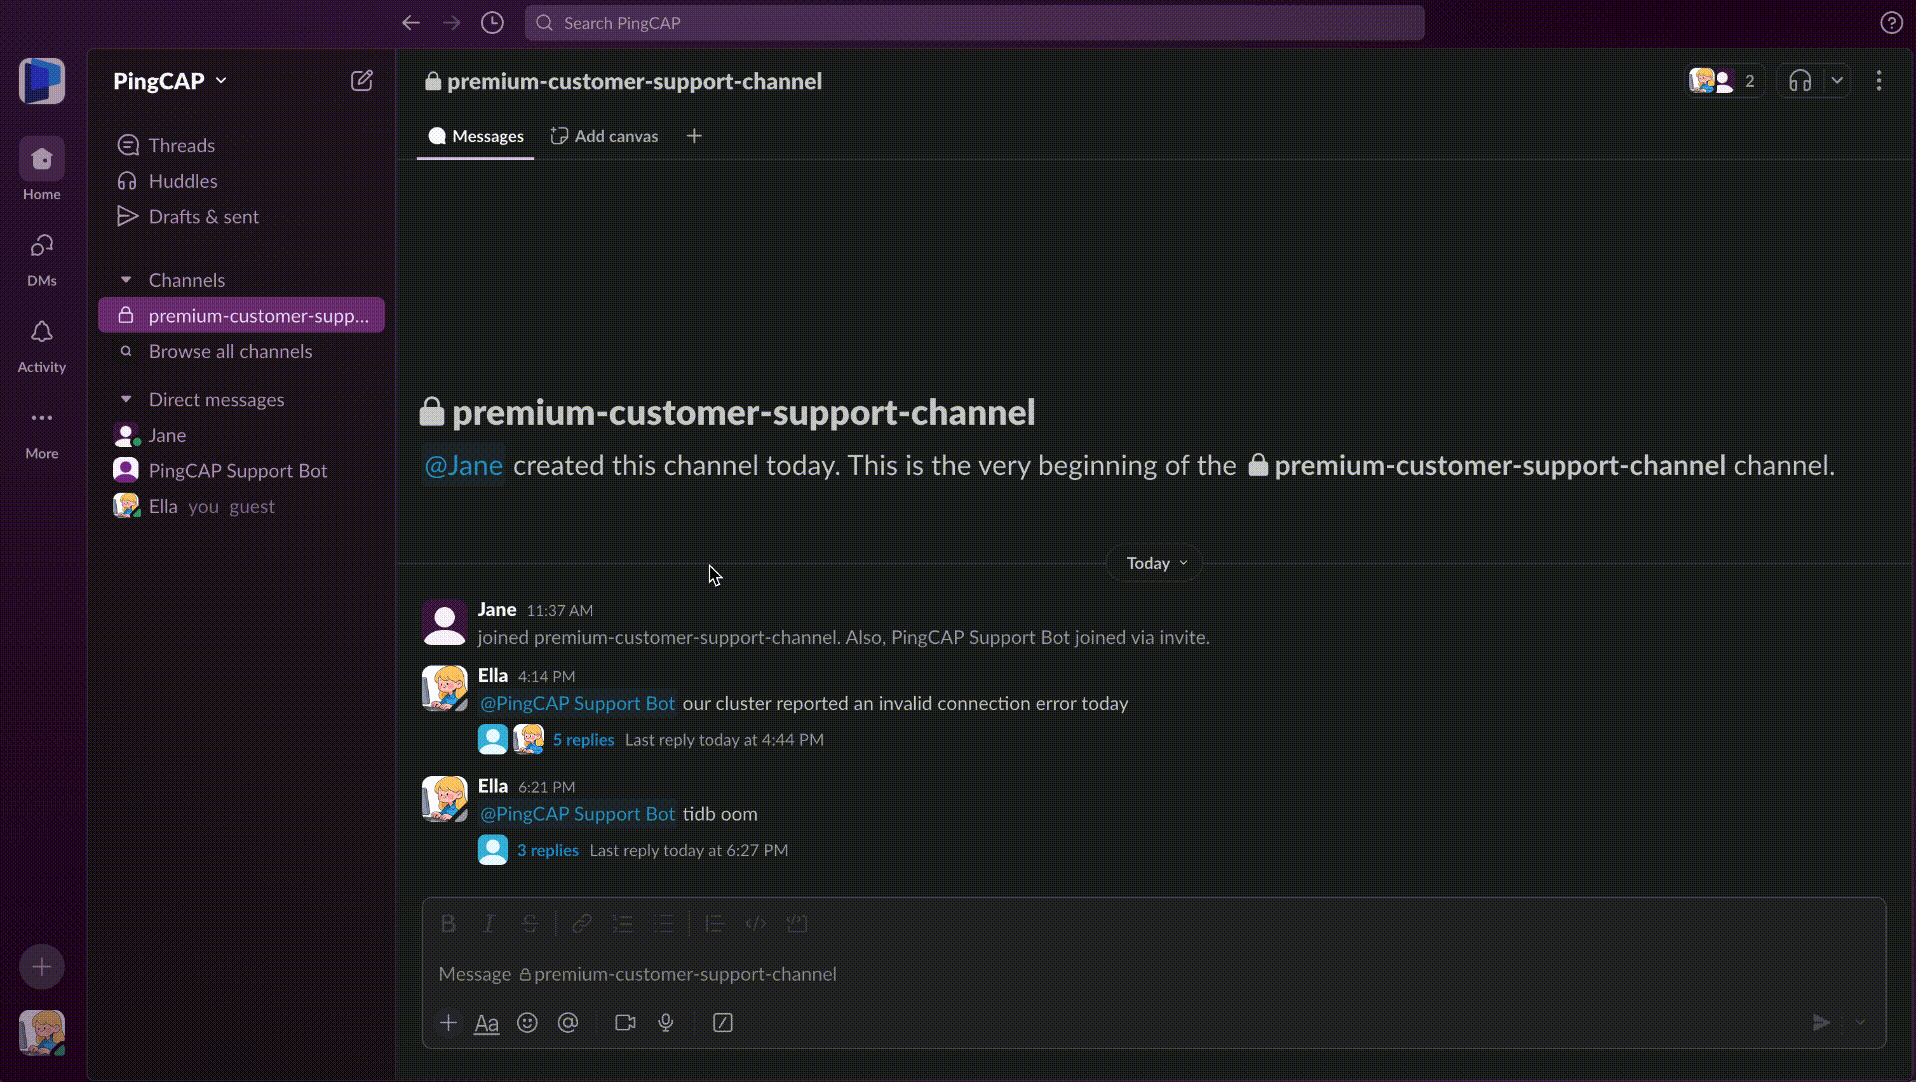 Search PingCAP
PingCAP
Home
DMs
Activity
More
Threads
Huddles
Drafts & sent
Channels
premium-customer-supp...
Browse all channels
Direct messages
Jane
PingCAP Support Bot
Ella you guest
premium-customer-support-channel
2
Messages
Add canvas
premium-customer-support-channel
@Jane created this channel today. This is the very beginning of the premium-customer-support-channel channel.
Today
Jane 11:37 AM
joined premium-customer-support-channel. Also, PingCAP Support Bot joined via invite.
Ella 4:14 PM
@PingCAP Support Bot our cluster reported an invalid connection error today
5 replies Last reply today at 4:44 PM
Ella 6:21 PM
@PingCAP Support Bot tidb oom
3 replies Last reply today at 6:27 PM
Message premium-customer-support-channel
Aa